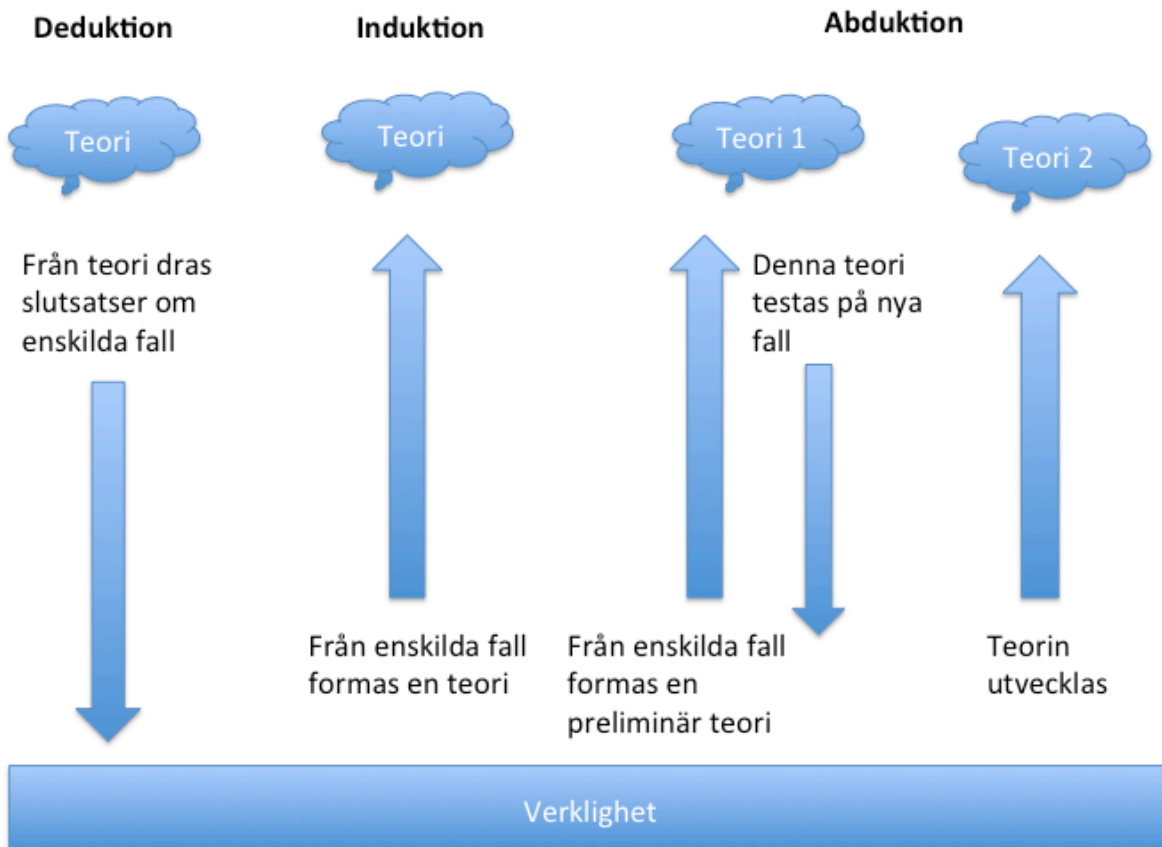 Deduktion
Induktion
Abduktion
Teori
Teori
Teori 1
Teori 2
Från teori dras
slutsatser om
enskilda fall
Denna teori
testas på nya
fall
Från enskilda fall
formas en teori
Från enskilda fall
formas en
preliminär teori
Teorin
utvecklas
Verklighet